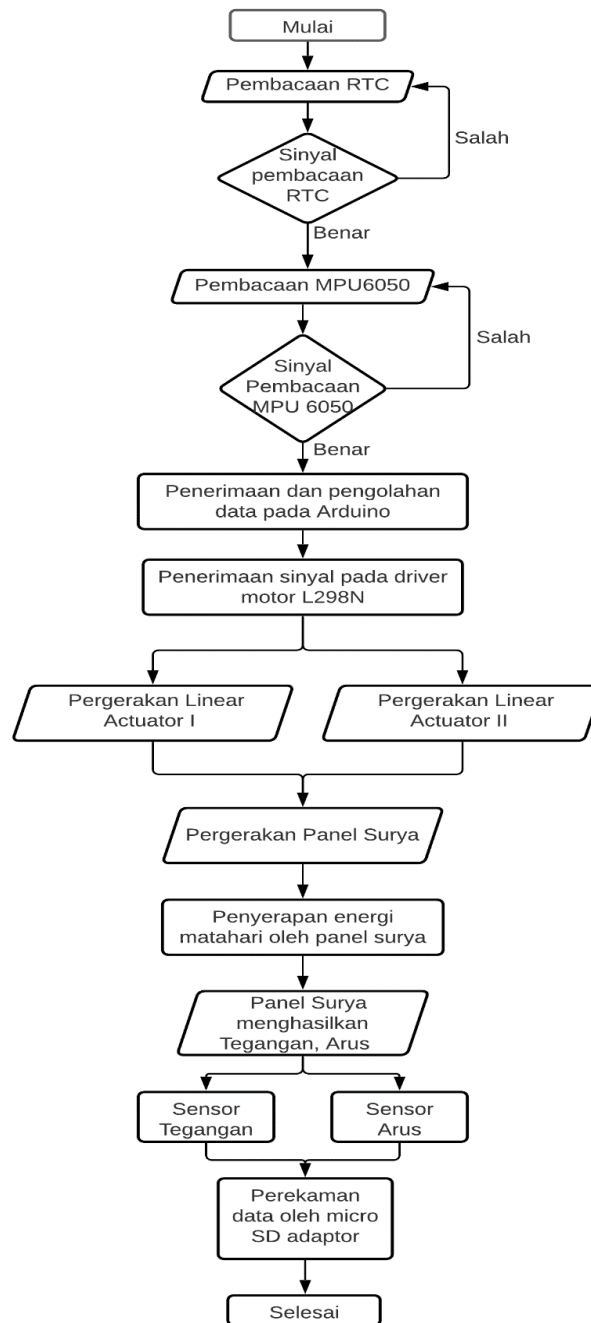 Mulai
Pembacaan RTC
Salah
Sinyal
pembacaan
RTC
Benar
Pembacaan MPU6050
Salah
Sinyal
Pembacaan
MPU 6050
Benar
Penerimaan dan pengolahan
data pada Arduino
Penerimaan sinyal pada driver
motor L298N
Pergerakan Linear
Actuator I
Pergerakan Linear
Actuator II
Pergerakan Panel Surya
Penyerapan energi
matahari oleh panel surya
Panel Surya
menghasilkan
Tegangan, Arus
Sensor
Tegangan
Sensor
Arus
Perekaman
data oleh micro
SD adaptor
Selesai